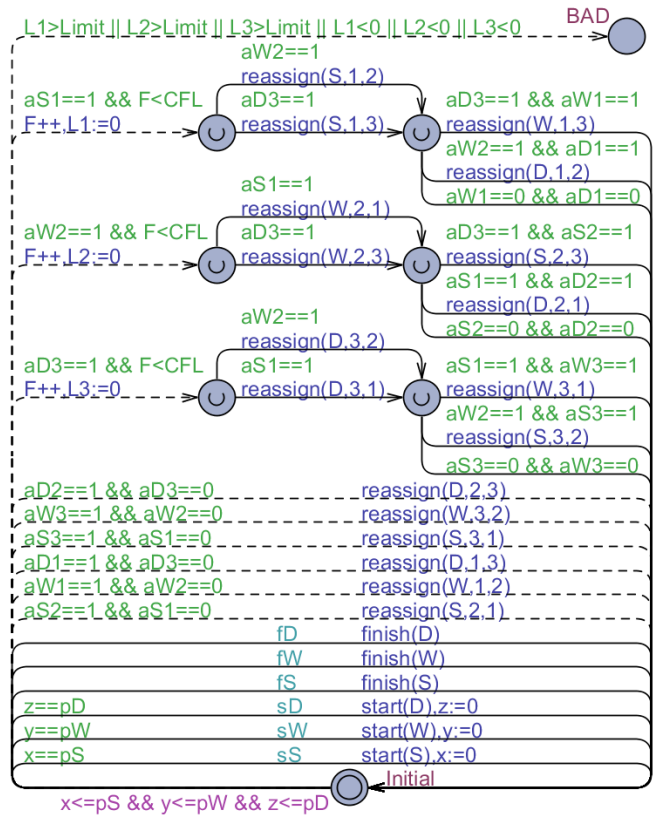 L1>Limit || L2>Limit || L3>Limit || L1<0 || L2<0 || L3<0
BAD
aS1==1 && F<CFL
F++,L1:=0
aW2==1
reassign(S,1,2)
aD3==1
reassign(S,1,3)
aD3==1 && aW1==1
reassign(W,1,3)
aW2==1 && aD1==1
reassign(D,1,2)
aW1==0 && aD1==0
aW2==1 && F<CFL
F++,L2:=0
aS1==1
reassign(W,2,1)
aD3==1
reassign(W,2,3)
aD3==1 && aS2==1
reassign(S,2,3)
aS1==1 && aD2==1
reassign(D,2,1)
aS2==0 && aD2==0
aD3==1 && F<CFL
F++,L3:=0
aW2==1
reassign(D,3,2)
aS1==1
reassign(D,3,1)
aS1==1 && aW3==1
reassign(W,3,1)
aW2==1 && aS3==1
reassign(S,3,2)
aS3==0 && aW3==0
aD2==1 && aD3==0 reassign(D,2,3)
aW3==1 && aW2==0 reassign(W,3,2)
aS3==1 && aS1==0 reassign(S,3,1)
aD1==1 && aD3==0 reassign(D,1,3)
aW1==1 && aW2==0 reassign(W,1,2)
aS2==1 && aS1==0 reassign(S,2,1)
fD finish(D)
fW finish(W)
fS finish(S)
z==pD sD start(D),z:=0
y==pW sW start(W),y:=0
x==pS sS start(S),x:=0
Initial
x<=pS && y<=pW && z<=pD